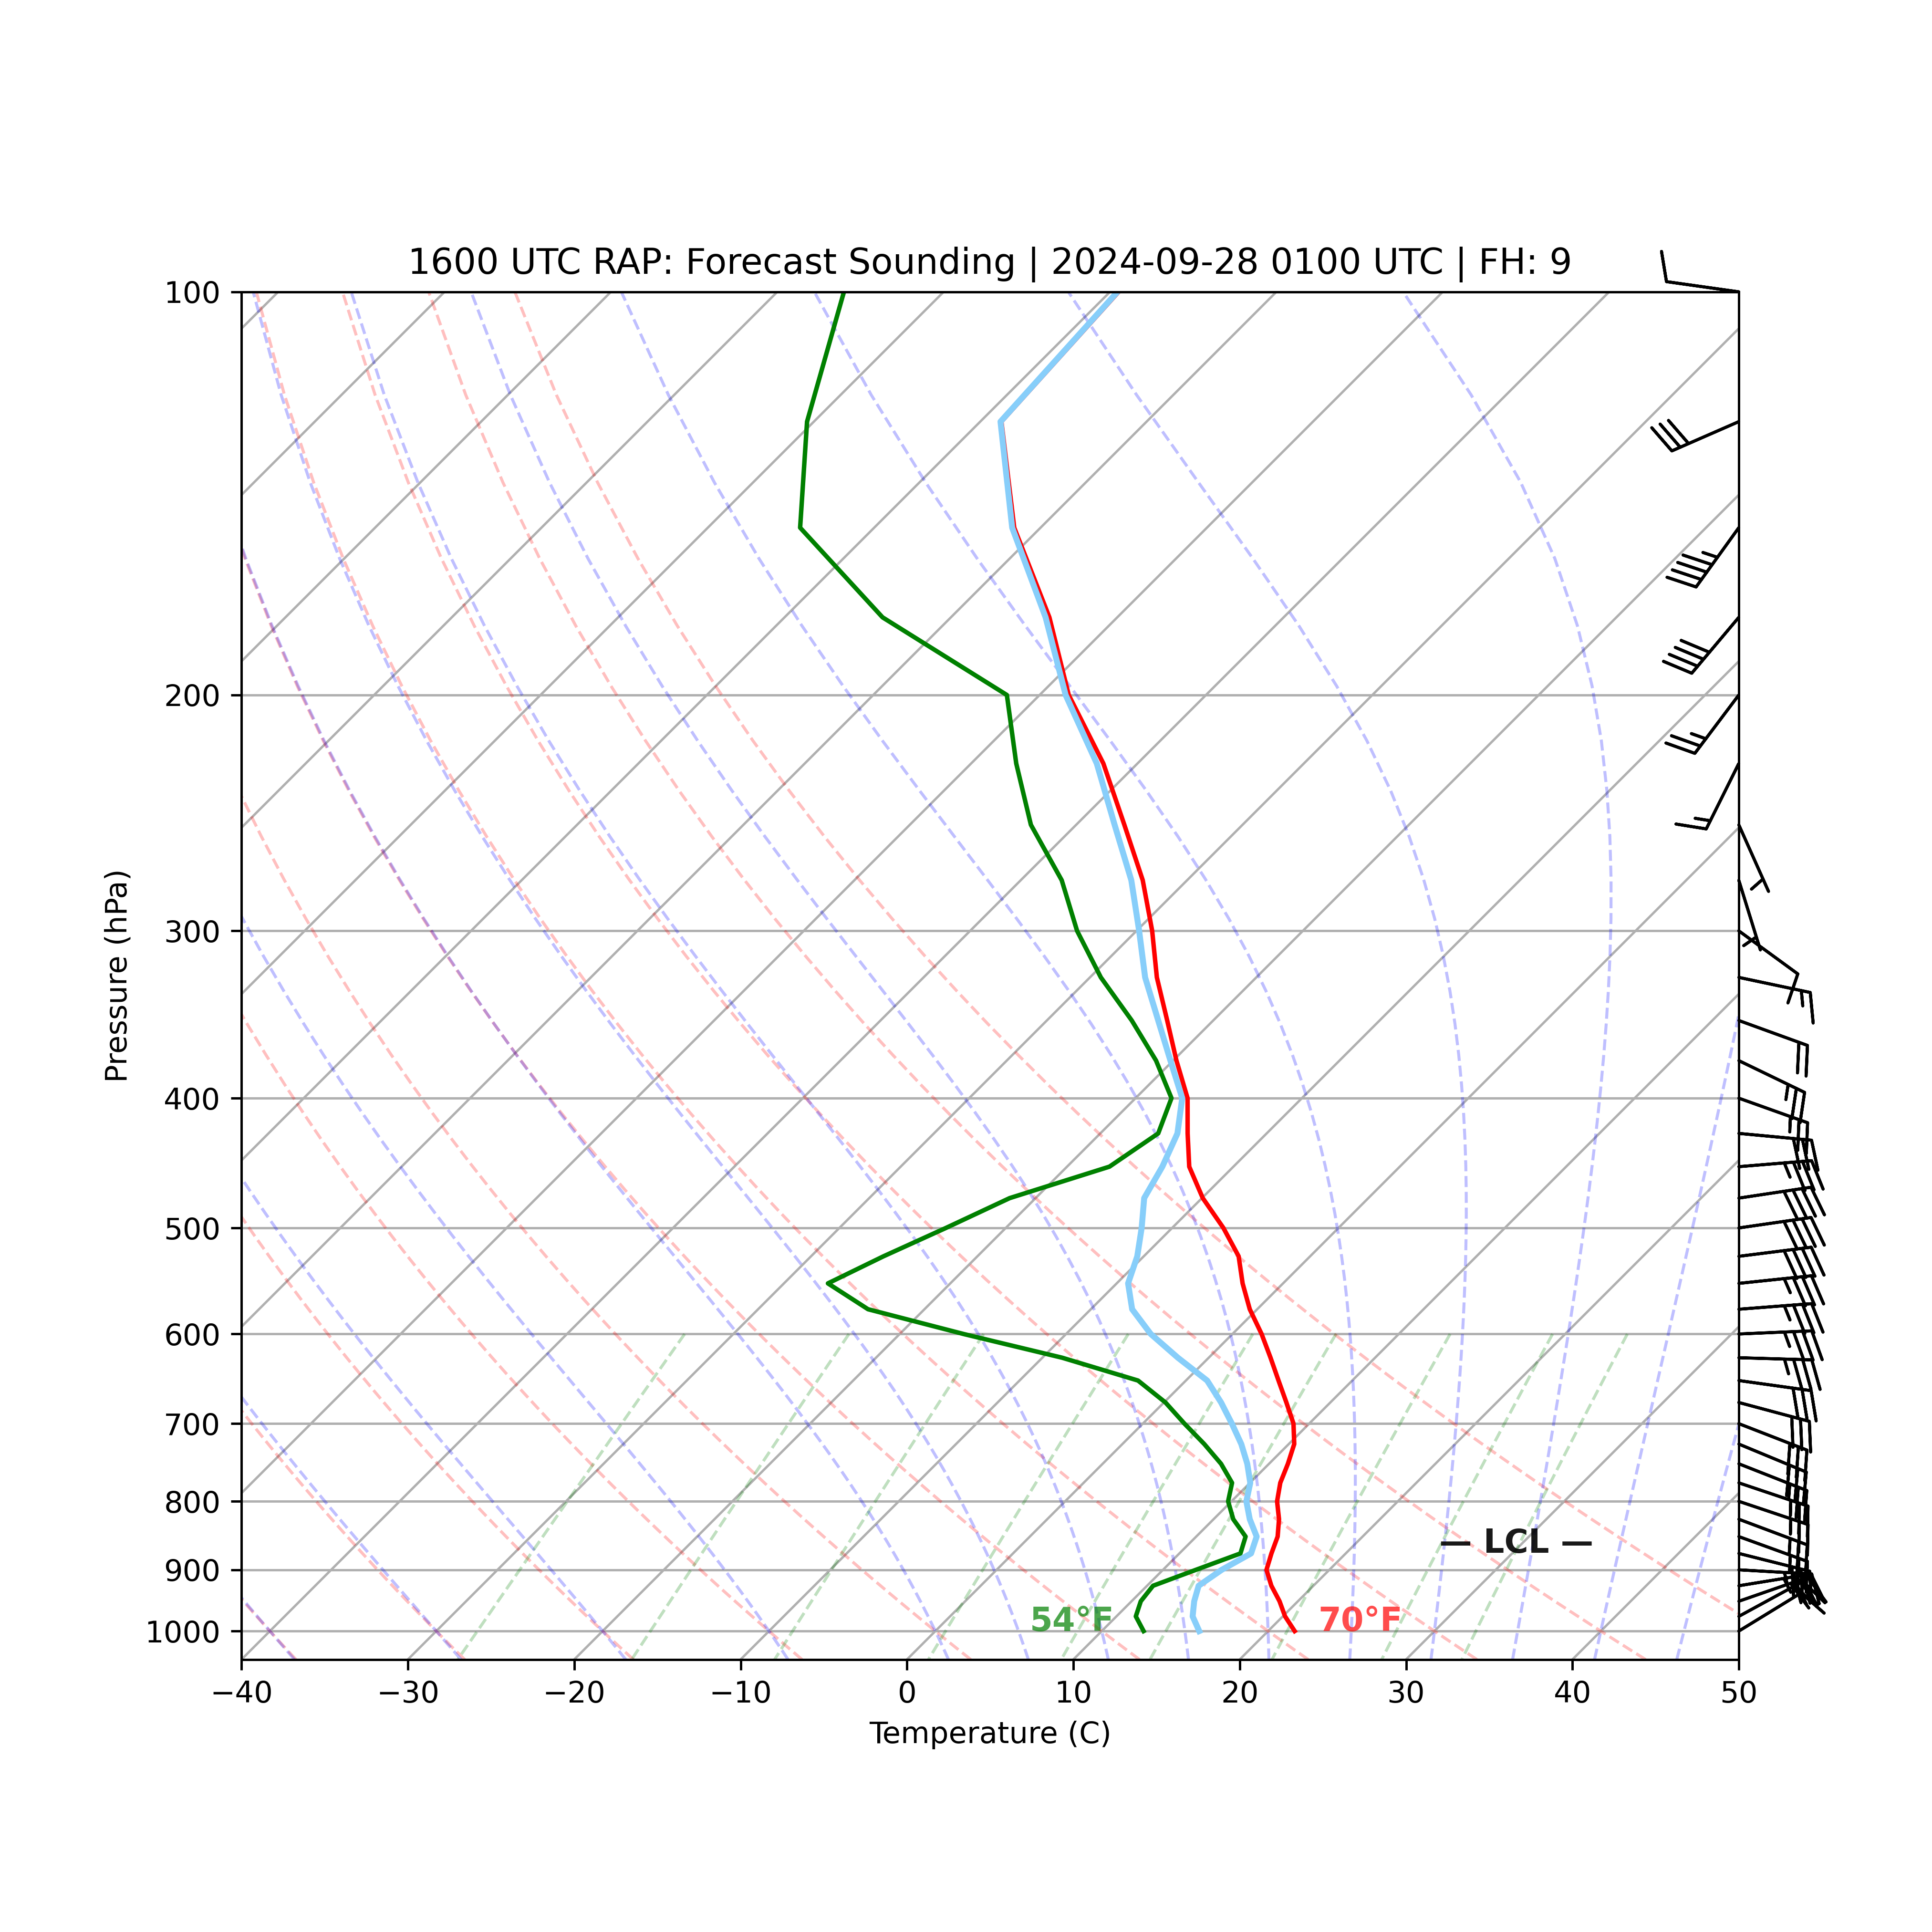 1600 UTC RAP: Forecast Sounding | 2024-09-28 0100 UTC | FH: 9
100
200
300
400
500
600
700
800
900
1000
Pressure (hPa)
— LCL —
54°F
70°F
−40 −30 −20 −10 0 10 20 30 40 50
Temperature (C)